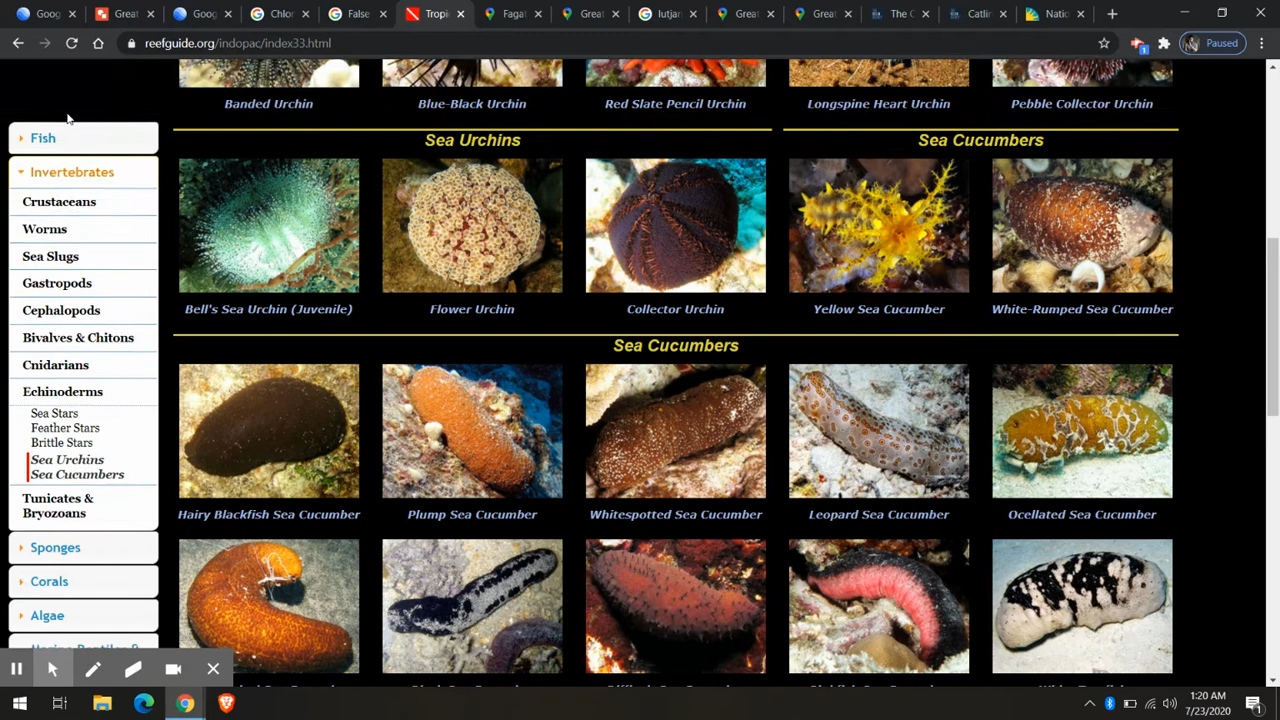 Goog
Great
Goog
Chlor
False
Tropic
Fagat
Great
lutjan
Great
Great
The C
Catlin
Natio
reefguide.org/indopac/index33.html
1
Paused
Banded Urchin
Blue-Black Urchin
Red Slate Pencil Urchin
Longspine Heart Urchin
Pebble Collector Urchin
Fish
Invertebrates
Crustaceans
Worms
Sea Slugs
Gastropods
Cephalopods
Bivalves & Chitons
Cnidarians
Echinoderms
Sea Stars
Feather Stars
Brittle Stars
Sea Urchins
Sea Cucumbers
Tunicates &
Bryozoans
Sponges
Corals
Algae
Sea Urchins
Sea Cucumbers
Bell's Sea Urchin (Juvenile)
Flower Urchin
Collector Urchin
Yellow Sea Cucumber
White-Rumped Sea Cucumber
Sea Cucumbers
Hairy Blackfish Sea Cucumber
Plump Sea Cucumber
Whitespotted Sea Cucumber
Leopard Sea Cucumber
Ocellated Sea Cucumber
1:20 AM
7/23/2020
1